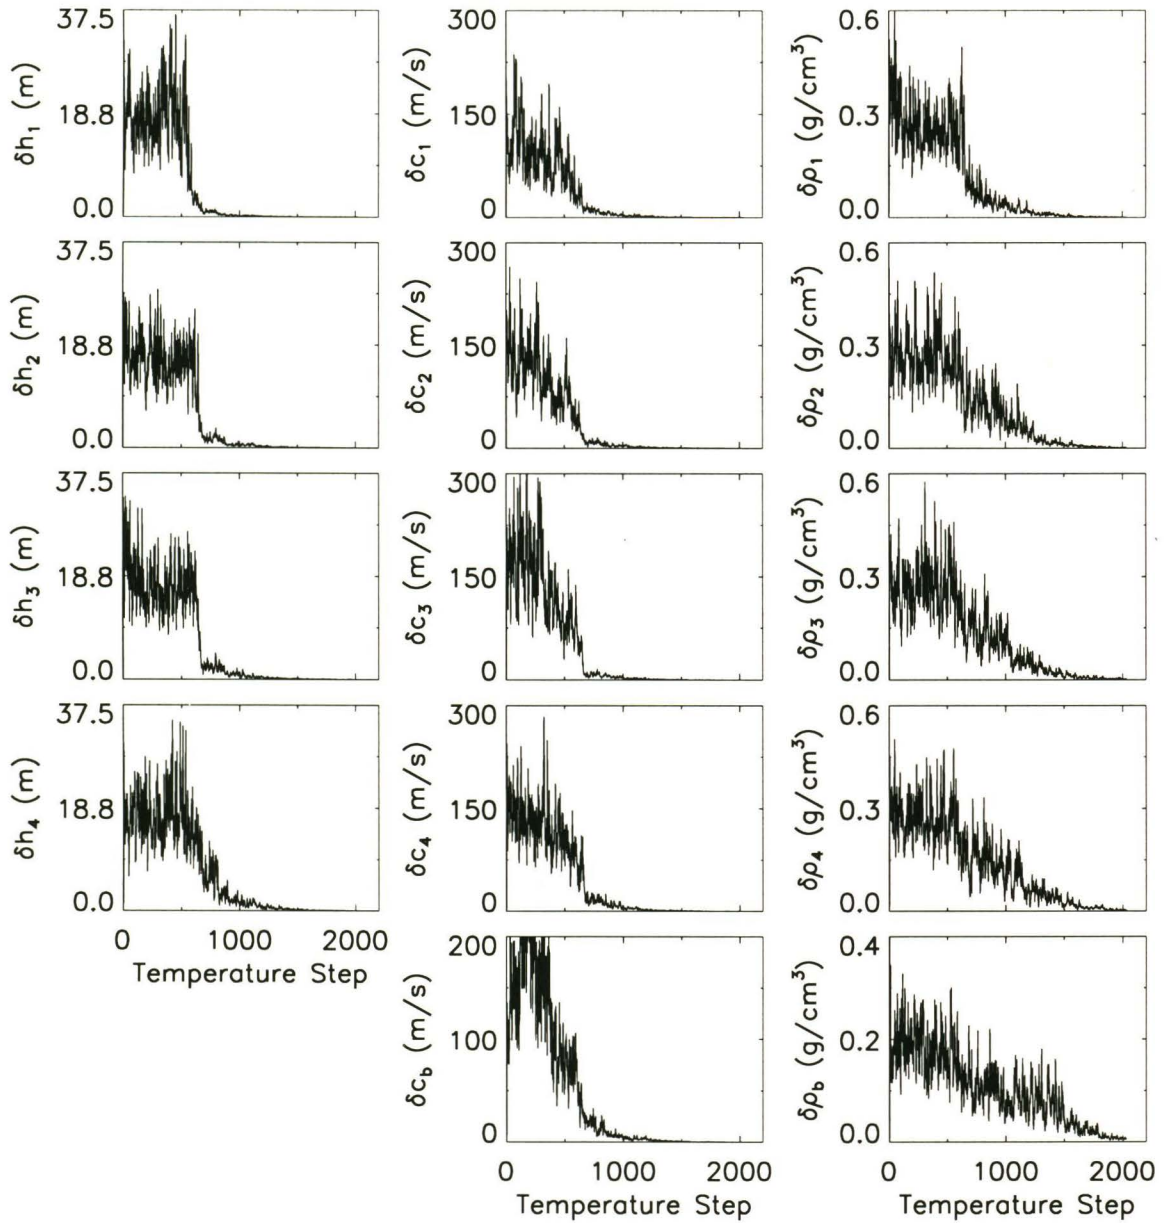 37.5
18.8
0.0
δh₁ (m)
300
150
0
δc₁ (m/s)
0.6
0.3
0.0
δρ₁ (g/cm³)
37.5
18.8
0.0
δh₂ (m)
300
150
0
δc₂ (m/s)
0.6
0.3
0.0
δρ₂ (g/cm³)
37.5
18.8
0.0
δh₃ (m)
300
150
0
δc₃ (m/s)
0.6
0.3
0.0
δρ₃ (g/cm³)
37.5
18.8
0.0
δh₄ (m)
0 1000 2000
Temperature Step
300
150
0
δc₄ (m/s)
0.6
0.3
0.0
δρ₄ (g/cm³)
200
100
0
δc_b (m/s)
0 1000 2000
Temperature Step
0.4
0.2
0.0
δρ_b (g/cm³)
0 1000 2000
Temperature Step